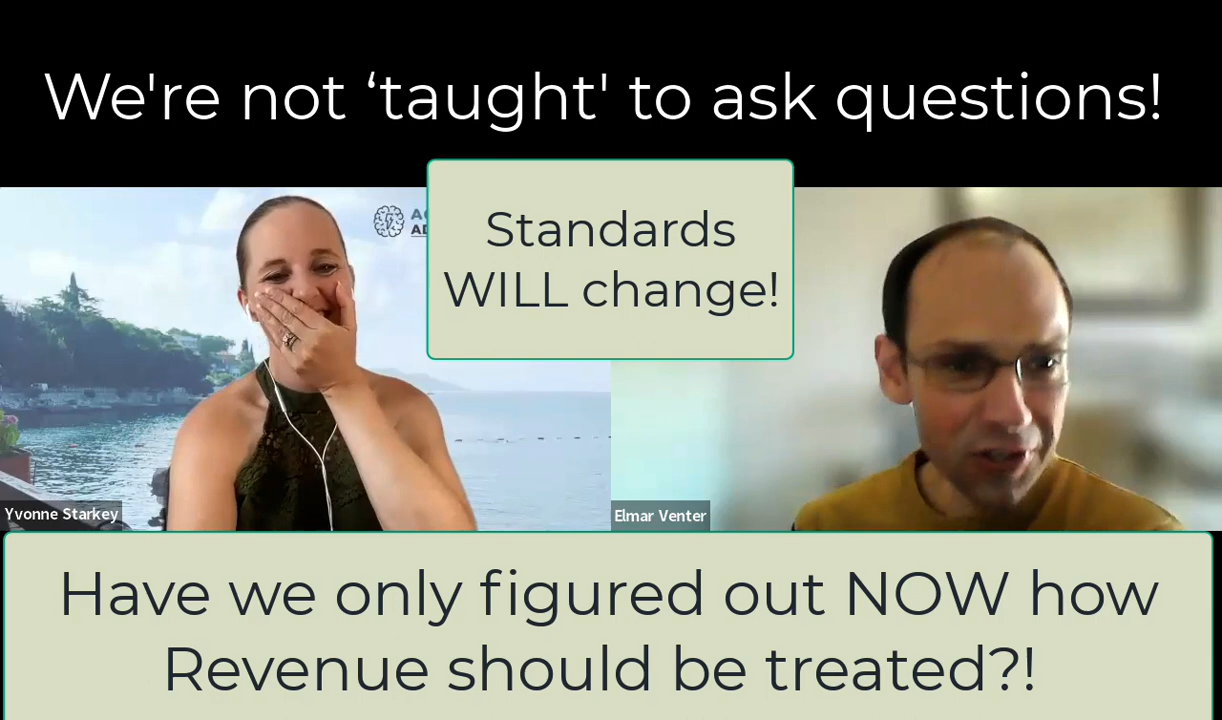 We're not ‘taught' to ask questions!
Standards
WILL change!
Yvonne Starkey
Elmar Venter
Have we only figured out NOW how
Revenue should be treated?!